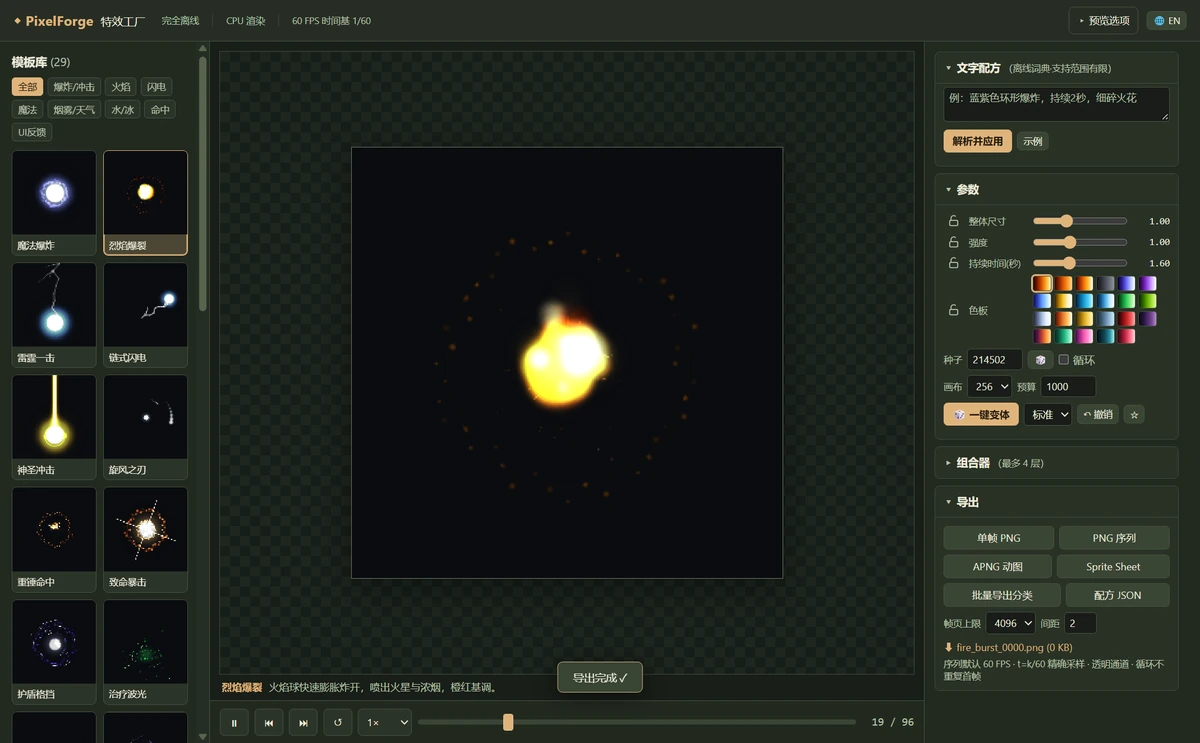 PixelForge 特效工厂 完全离线 CPU 渲染 60 FPS 时间基 1/60 ▸ 预览选项 🌐 EN
模板库 (29)
全部 爆炸/冲击 火焰 闪电
魔法 烟雾/天气 水/冰 命中
UI反馈
魔法爆炸 烈焰爆裂
雷霆一击 链式闪电
神圣冲击 旋风之刃
重锤命中 致命暴击
护盾格挡 治疗波光
烈焰爆裂 火焰球快速膨胀炸开，喷出火星与浓烟，橙红基调。
导出完成 ✓
1× 19 / 96
▾ 文字配方 (离线词典·支持范围有限)
例：蓝紫色环形爆炸，持续2秒，细碎火花
解析并应用 示例
▾ 参数
整体尺寸 1.00
强度 1.00
持续时间(秒) 1.60
色板
种子 214502 循环
画布 256 预算 1000
一键变体 标准 ↶ 撤销 ☆
▸ 组合器 (最多 4 层)
▾ 导出
单帧 PNG PNG 序列
APNG 动图 Sprite Sheet
批量导出分类 配方 JSON
帧页上限 4096 间距 2
⬇ fire_burst_0000.png (0 KB)
序列默认 60 FPS · t=k/60 精确采样 · 透明通道 · 循环不
重复首帧